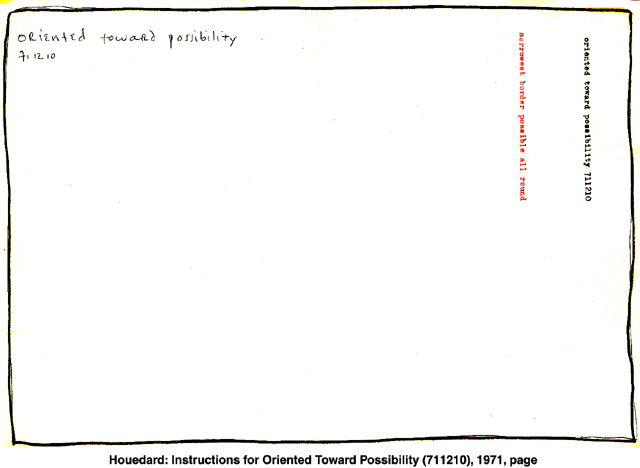 oriented toward possibility
711210
oriented toward possibility 711210
narrowest border possible all round
Houedard: Instructions for Oriented Toward Possibility (711210), 1971, page